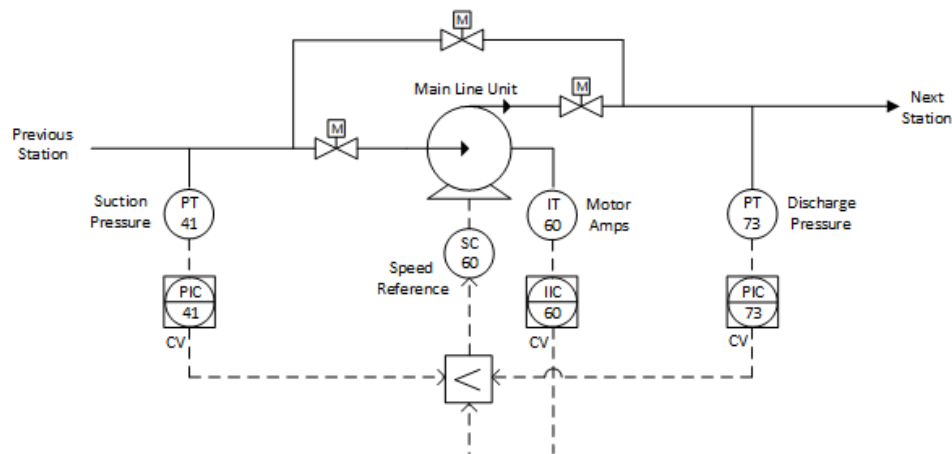 M
Main Line Unit
M
Next
Station
Previous
Station
M
Suction
Pressure
PT
41
IT
60
Motor
Amps
PT
73
Discharge
Pressure
SC
60
Speed
Reference
PIC
41
IIC
60
PIC
73
CV
CV
CV
<